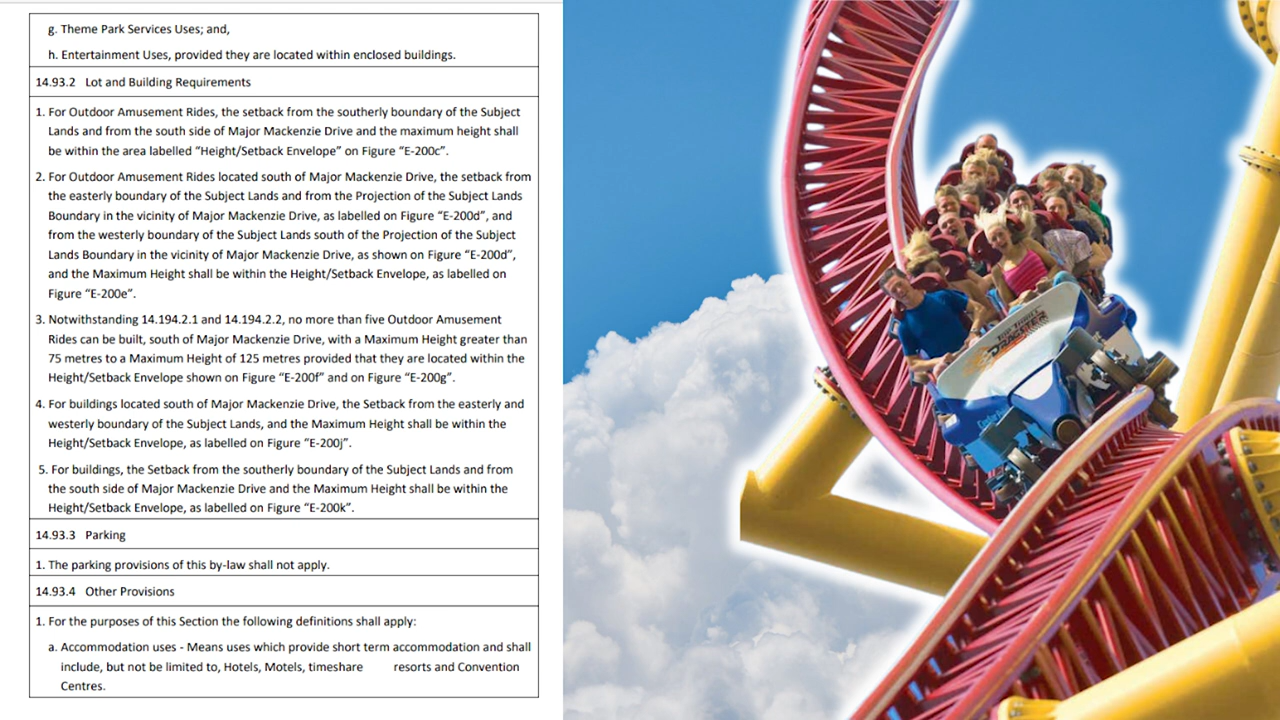 g. Theme Park Services Uses; and,
h. Entertainment Uses, provided they are located within enclosed buildings.
14.93.2 Lot and Building Requirements
1. For Outdoor Amusement Rides, the setback from the southerly boundary of the Subject
Lands and from the south side of Major Mackenzie Drive and the maximum height shall
be within the area labelled “Height/Setback Envelope” on Figure “E-200c”.
2. For Outdoor Amusement Rides located south of Major Mackenzie Drive, the setback from
the easterly boundary of the Subject Lands and from the Projection of the Subject Lands
Boundary in the vicinity of Major Mackenzie Drive, as labelled on Figure “E-200d”, and
from the westerly boundary of the Subject Lands south of the Projection of the Subject
Lands Boundary in the vicinity of Major Mackenzie Drive, as shown on Figure “E-200d”,
and the Maximum Height shall be within the Height/Setback Envelope, as labelled on
Figure “E-200e”.
3. Notwithstanding 14.194.2.1 and 14.194.2.2, no more than five Outdoor Amusement
Rides can be built, south of Major Mackenzie Drive, with a Maximum Height greater than
75 metres to a Maximum Height of 125 metres provided that they are located within the
Height/Setback Envelope shown on Figure “E-200f” and on Figure “E-200g”.
4. For buildings located south of Major Mackenzie Drive, the Setback from the easterly and
westerly boundary of the Subject Lands, and the Maximum Height shall be within the
Height/Setback Envelope, as labelled on Figure “E-200j”.
5. For buildings, the Setback from the southerly boundary of the Subject Lands and from
the south side of Major Mackenzie Drive and the Maximum Height shall be within the
Height/Setback Envelope, as labelled on Figure “E-200k”.
14.93.3 Parking
1. The parking provisions of this by-law shall not apply.
14.93.4 Other Provisions
1. For the purposes of this Section the following definitions shall apply:
a. Accommodation uses - Means uses which provide short term accommodation and shall
include, but not be limited to, Hotels, Motels, timeshare resorts and Convention
Centres.
TOP THRILL
DRAGSTER